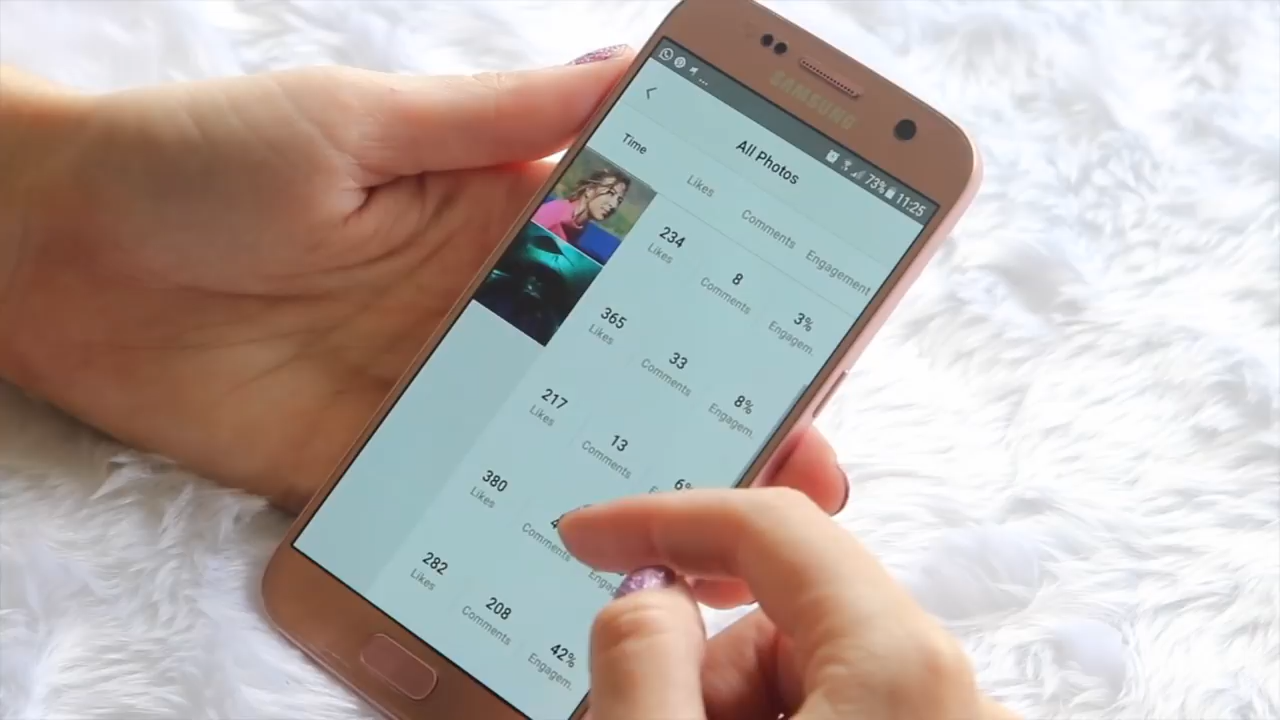 SAMSUNG
73% 11:25
All Photos
Time Likes Comments Engagement
234 8 3%
Likes Comments Engagem.
365 33 8%
Likes Comments Engagem.
217 13
Likes Comments
380
Likes Comments
282 208 42%
Likes Comments Engagem.